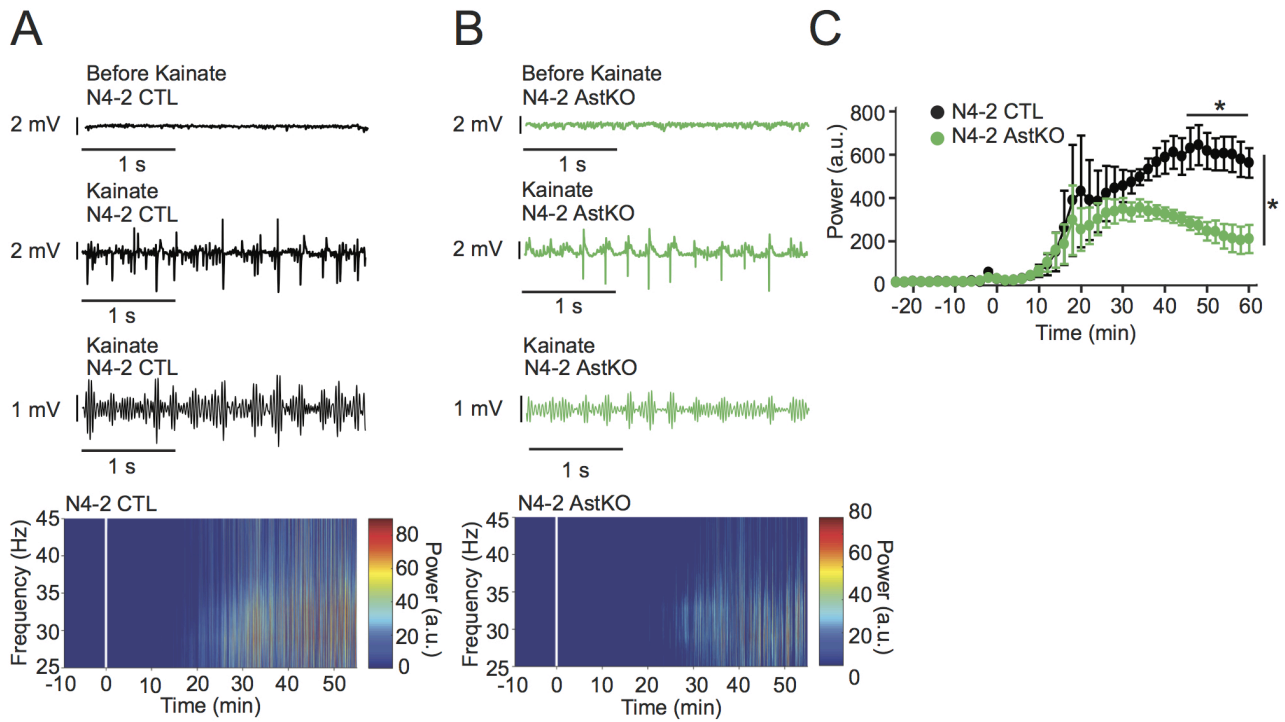 A
Before Kainate
N4-2 CTL
2 mV
1 s
Kainate
N4-2 CTL
2 mV
1 s
Kainate
N4-2 CTL
1 mV
1 s
N4-2 CTL
45
40
35
30
25
Frequency (Hz)
-10 0 10 20 30 40 50
Time (min)
80
60
40
20
0
Power (a.u.)
B
Before Kainate
N4-2 AstKO
2 mV
1 s
Kainate
N4-2 AstKO
2 mV
1 s
Kainate
N4-2 AstKO
1 mV
1 s
N4-2 AstKO
45
40
35
30
25
Frequency (Hz)
-10 0 10 20 30 40 50
Time (min)
80
60
40
20
0
Power (a.u.)
C
N4-2 CTL
N4-2 AstKO
*
*
800
600
400
200
0
Power (a.u.)
-20 -10 0 10 20 30 40 50 60
Time (min)